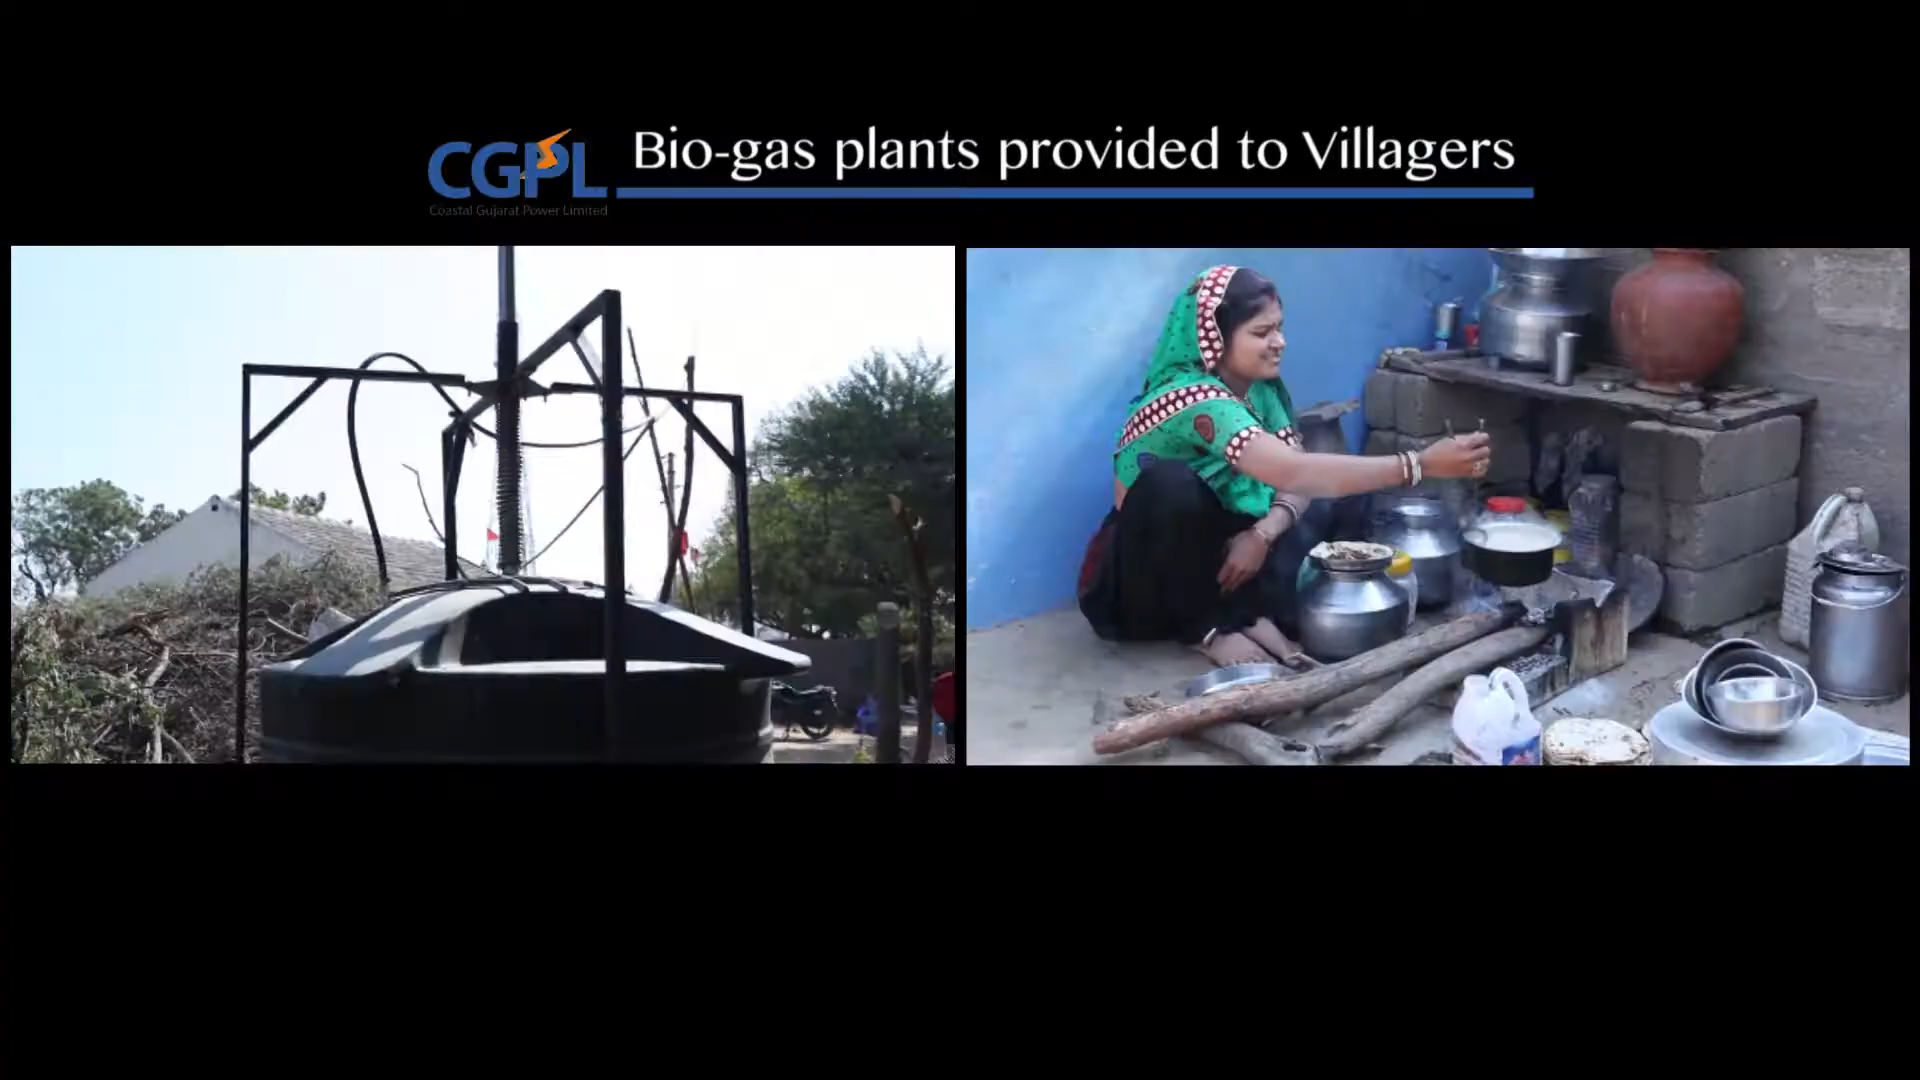 CGPL
Coastal Gujarat Power Limited
Bio-gas plants provided to Villagers